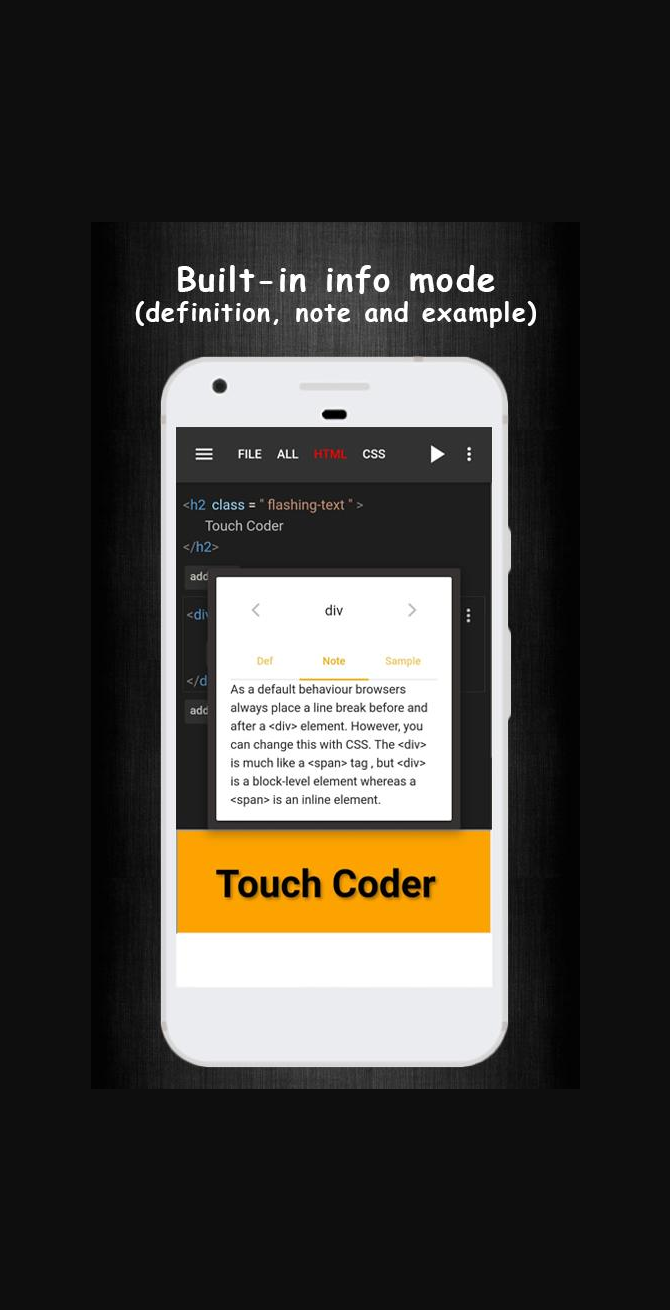 Built-in info mode
(definition, note and example)
FILE ALL HTML CSS
<h2 class = " flashing-text " >
Touch Coder
</h2>
add
<div
div
Def Note Sample
As a default behaviour browsers
always place a line break before and
after a <div> element. However, you
can change this with CSS. The <div>
is much like a <span> tag , but <div>
is a block-level element whereas a
<span> is an inline element.
</d
add
Touch Coder